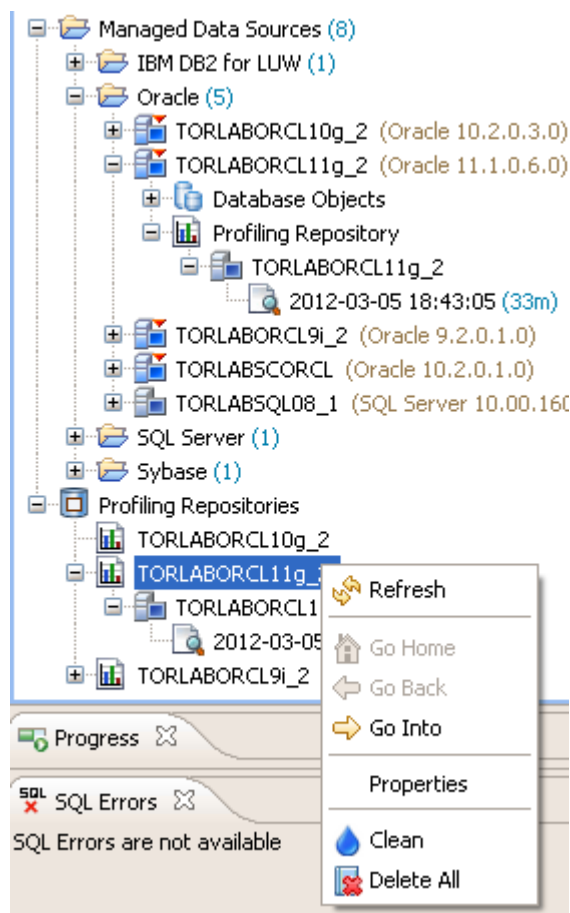 Managed Data Sources (8)
IBM DB2 for LUW (1)
Oracle (5)
TORLABORCL10g_2 (Oracle 10.2.0.3.0)
TORLABORCL11g_2 (Oracle 11.1.0.6.0)
Database Objects
Profiling Repository
TORLABORCL11g_2
2012-03-05 18:43:05 (33m)
TORLABORCL9i_2 (Oracle 9.2.0.1.0)
TORLABSCORCL (Oracle 10.2.0.1.0)
TORLABSQL08_1 (SQL Server 10.00.160
SQL Server (1)
Sybase (1)
Profiling Repositories
TORLABORCL10g_2
TORLABORCL11g_
TORLABORCL1
2012-03-05
TORLABORCL9i_2
Refresh
Go Home
Go Back
Go Into
Properties
Clean
Delete All
Progress
SQL SQL Errors
SQL Errors are not available